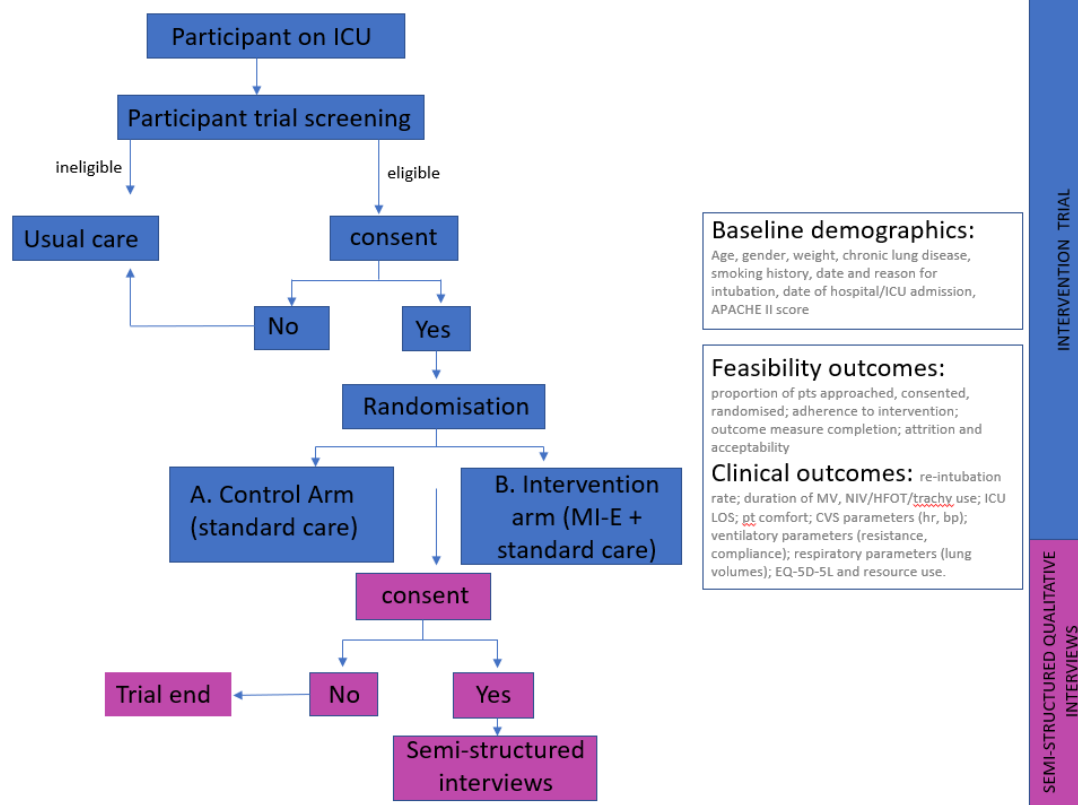 Participant on ICU
Participant trial screening
ineligible
eligible
Usual care
consent
No
Yes
Randomisation
A. Control Arm
(standard care)
B. Intervention
arm (MI-E +
standard care)
consent
No
Yes
Trial end
Semi-structured
interviews
Baseline demographics:
Age, gender, weight, chronic lung disease,
smoking history, date and reason for
intubation, date of hospital/ICU admission,
APACHE II score
Feasibility outcomes:
proportion of pts approached, consented,
randomised; adherence to intervention;
outcome measure completion; attrition and
acceptability
Clinical outcomes: re-intubation
rate; duration of MV, NIV/HFOT/trachy use; ICU
LOS; pt comfort; CVS parameters (hr, bp);
ventilatory parameters (resistance,
compliance); respiratory parameters (lung
volumes); EQ-5D-5L and resource use.
INTERVENTION TRIAL
SEMI-STRUCTURED QUALITATIVE
INTERVIEWS